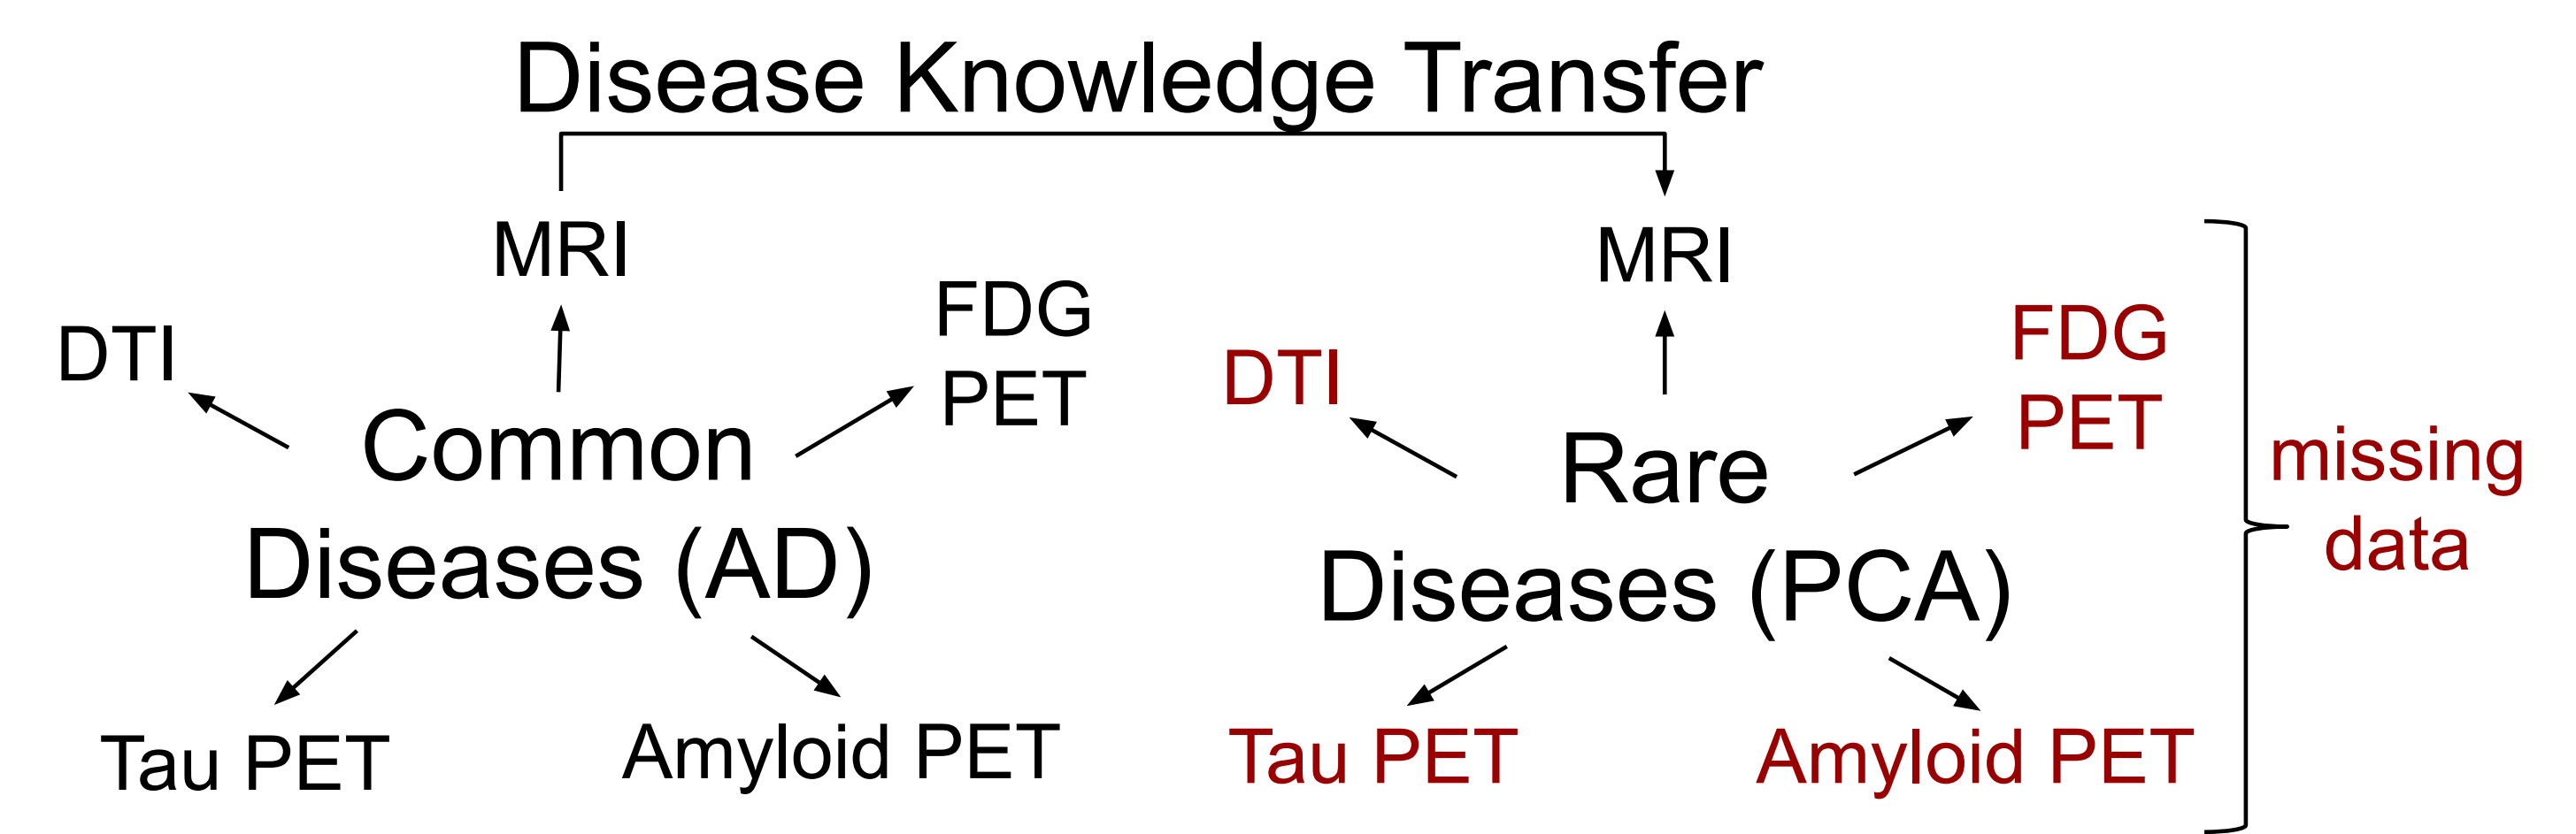 Disease Knowledge Transfer
MRI
DTI
FDG
PET
Common
Diseases (AD)
Tau PET
Amyloid PET
MRI
DTI
FDG
PET
Rare
Diseases (PCA)
Tau PET
Amyloid PET
missing
data